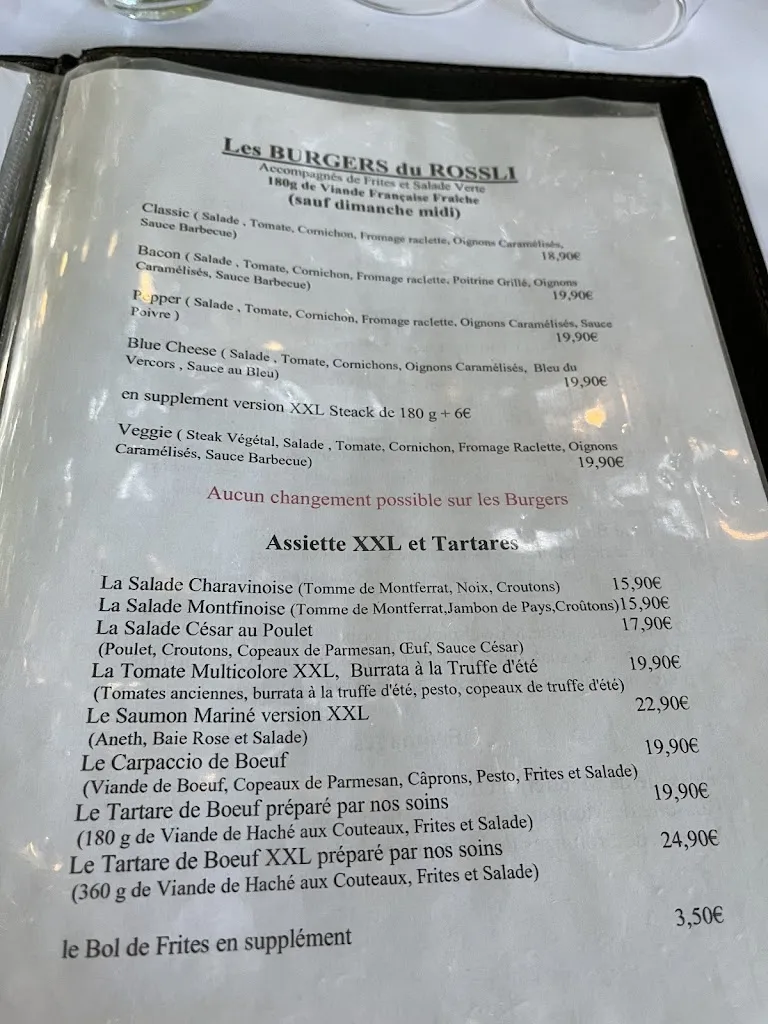 Les BURGERS du ROSSLI
Accompagnés de Frites et Salade Verte
180g de Viande Française Fraîche
(sauf dimanche midi)
Classic ( Salade , Tomate, Cornichon, Fromage raclette, Oignons Caramélisés,
Sauce Barbecue) 18,90€
Bacon ( Salade , Tomate, Cornichon, Fromage raclette, Poitrine Grillé, Oignons
Caramélisés, Sauce Barbecue) 19,90€
Pepper ( Salade , Tomate, Cornichon, Fromage raclette, Oignons Caramélisés, Sauce
Poivre ) 19,90€
Blue Cheese ( Salade , Tomate, Cornichons, Oignons Caramélisés, Bleu du
Vercors , Sauce au Bleu) 19,90€
en supplement version XXL Steack de 180 g + 6€
Veggie ( Steak Végétal, Salade , Tomate, Cornichon, Fromage Raclette, Oignons
Caramélisés, Sauce Barbecue) 19,90€
Aucun changement possible sur les Burgers
Assiette XXL et Tartares
La Salade Charavinoise (Tomme de Montferrat, Noix, Croutons) 15,90€
La Salade Montfinoise (Tomme de Montferrat,Jambon de Pays,Croûtons)15,90€
La Salade César au Poulet 17,90€
(Poulet, Croutons, Copeaux de Parmesan, Œuf, Sauce César)
La Tomate Multicolore XXL, Burrata à la Truffe d'été 19,90€
(Tomates anciennes, burrata à la truffe d'été, pesto, copeaux de truffe d'été)
Le Saumon Mariné version XXL 22,90€
(Aneth, Baie Rose et Salade)
Le Carpaccio de Boeuf 19,90€
(Viande de Boeuf, Copeaux de Parmesan, Câprons, Pesto, Frites et Salade)
Le Tartare de Boeuf préparé par nos soins 19,90€
(180 g de Viande de Haché aux Couteaux, Frites et Salade)
Le Tartare de Boeuf XXL préparé par nos soins 24,90€
(360 g de Viande de Haché aux Couteaux, Frites et Salade)
le Bol de Frites en supplément 3,50€